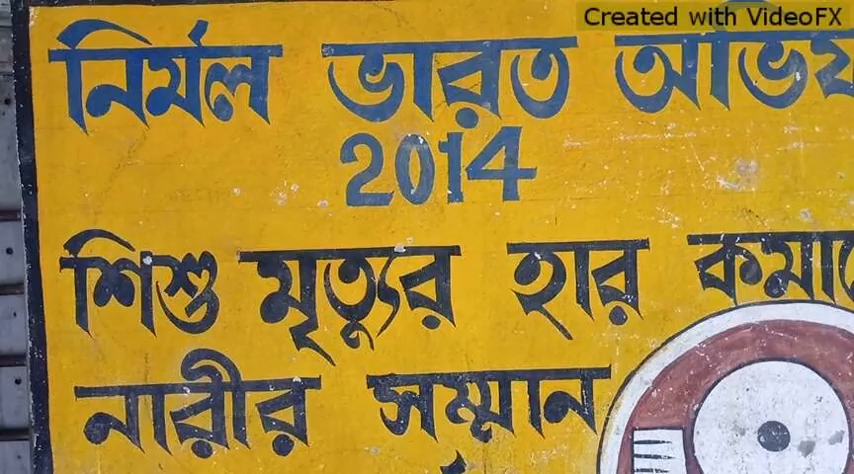 Created with VideoFX
নির্মল ভারত অভিয
2014
শিশু মৃত্যুর হার কমাে
নারীর সম্মান